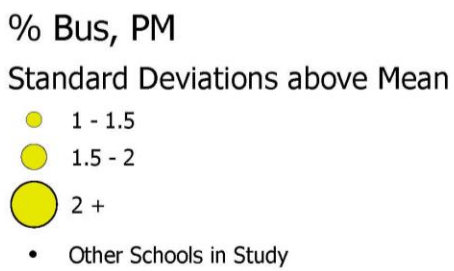 % Bus, PM
Standard Deviations above Mean
1 - 1.5
1.5 - 2
2 +
Other Schools in Study